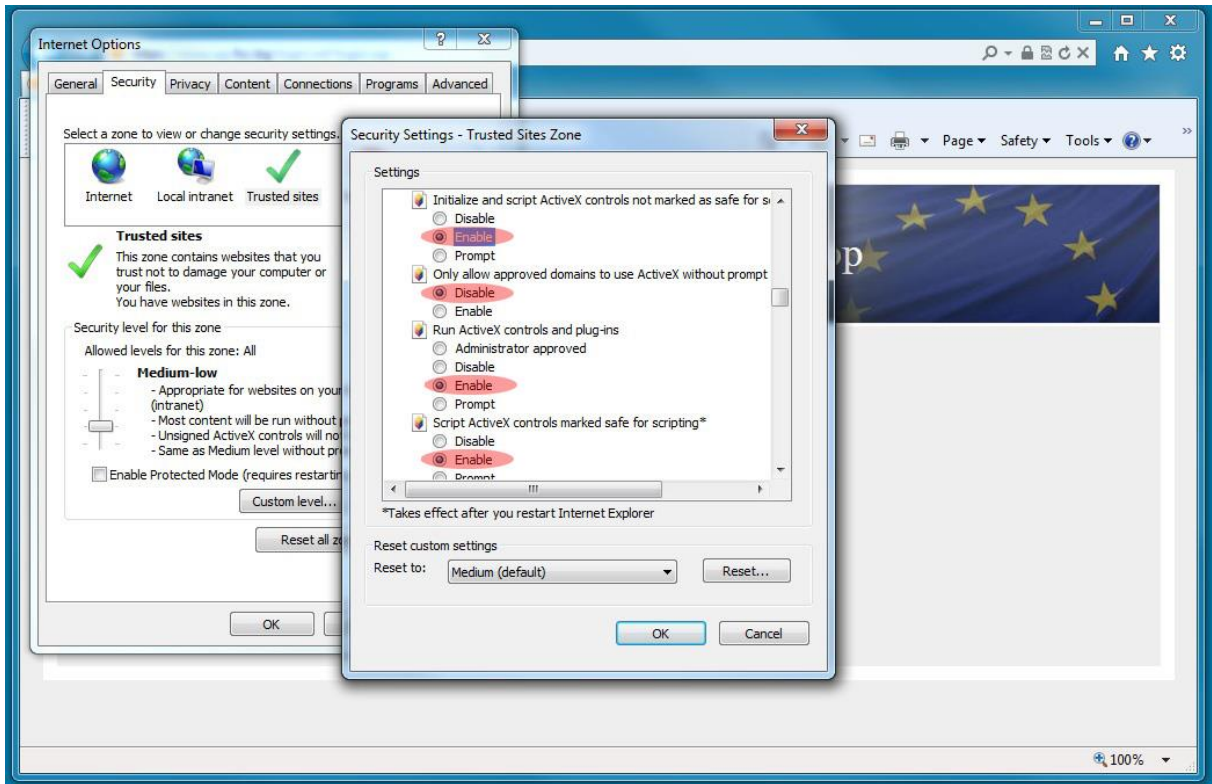 Internet Options
General Security Privacy Content Connections Programs Advanced
Select a zone to view or change security settings.
Internet Local intranet Trusted sites
Trusted sites
This zone contains websites that you
trust not to damage your computer or
your files.
You have websites in this zone.
Security level for this zone
Allowed levels for this zone: All
Medium-low
- Appropriate for websites on your
(intranet)
- Most content will be run without
- Unsigned ActiveX controls will no
- Same as Medium level without pr
Enable Protected Mode (requires restartin
Custom level...
Reset all
OK
Security Settings - Trusted Sites Zone
Settings
Initialize and script ActiveX controls not marked as safe for s
Disable
Enable
Prompt
Only allow approved domains to use ActiveX without prompt
Disable
Enable
Run ActiveX controls and plug-ins
Administrator approved
Disable
Enable
Prompt
Script ActiveX controls marked safe for scripting*
Disable
Enable
Prompt
*Takes effect after you restart Internet Explorer
Reset custom settings
Reset to: Medium (default) Reset...
OK Cancel
Page Safety Tools
op
100%